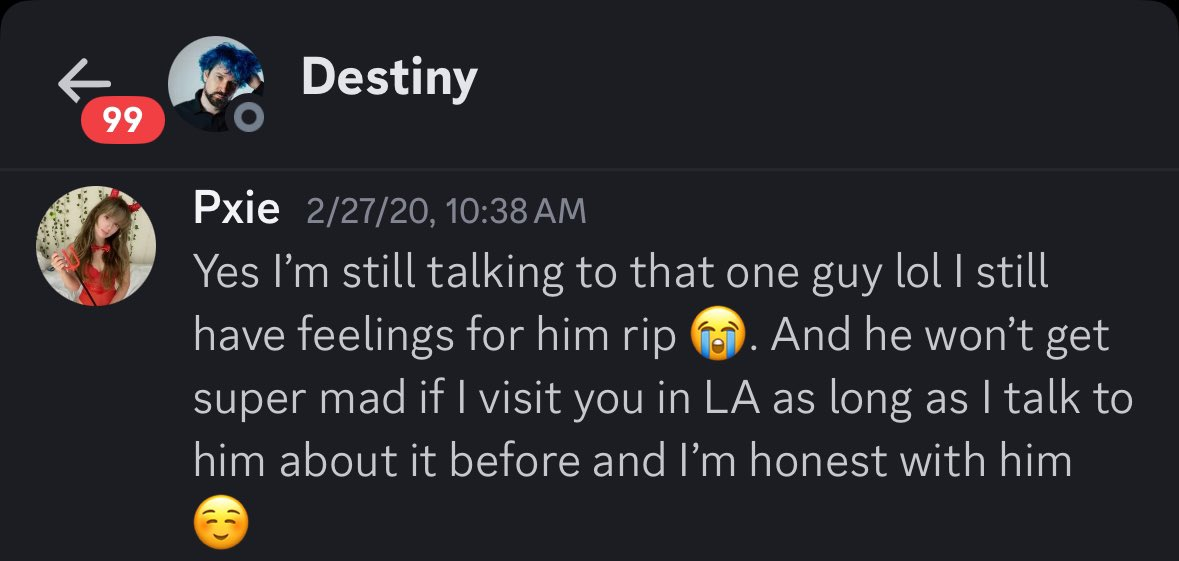 Destiny
99
Pxie 2/27/20, 10:38 AM
Yes I’m still talking to that one guy lol I still
have feelings for him rip 😭. And he won’t get
super mad if I visit you in LA as long as I talk to
him about it before and I’m honest with him
☺️